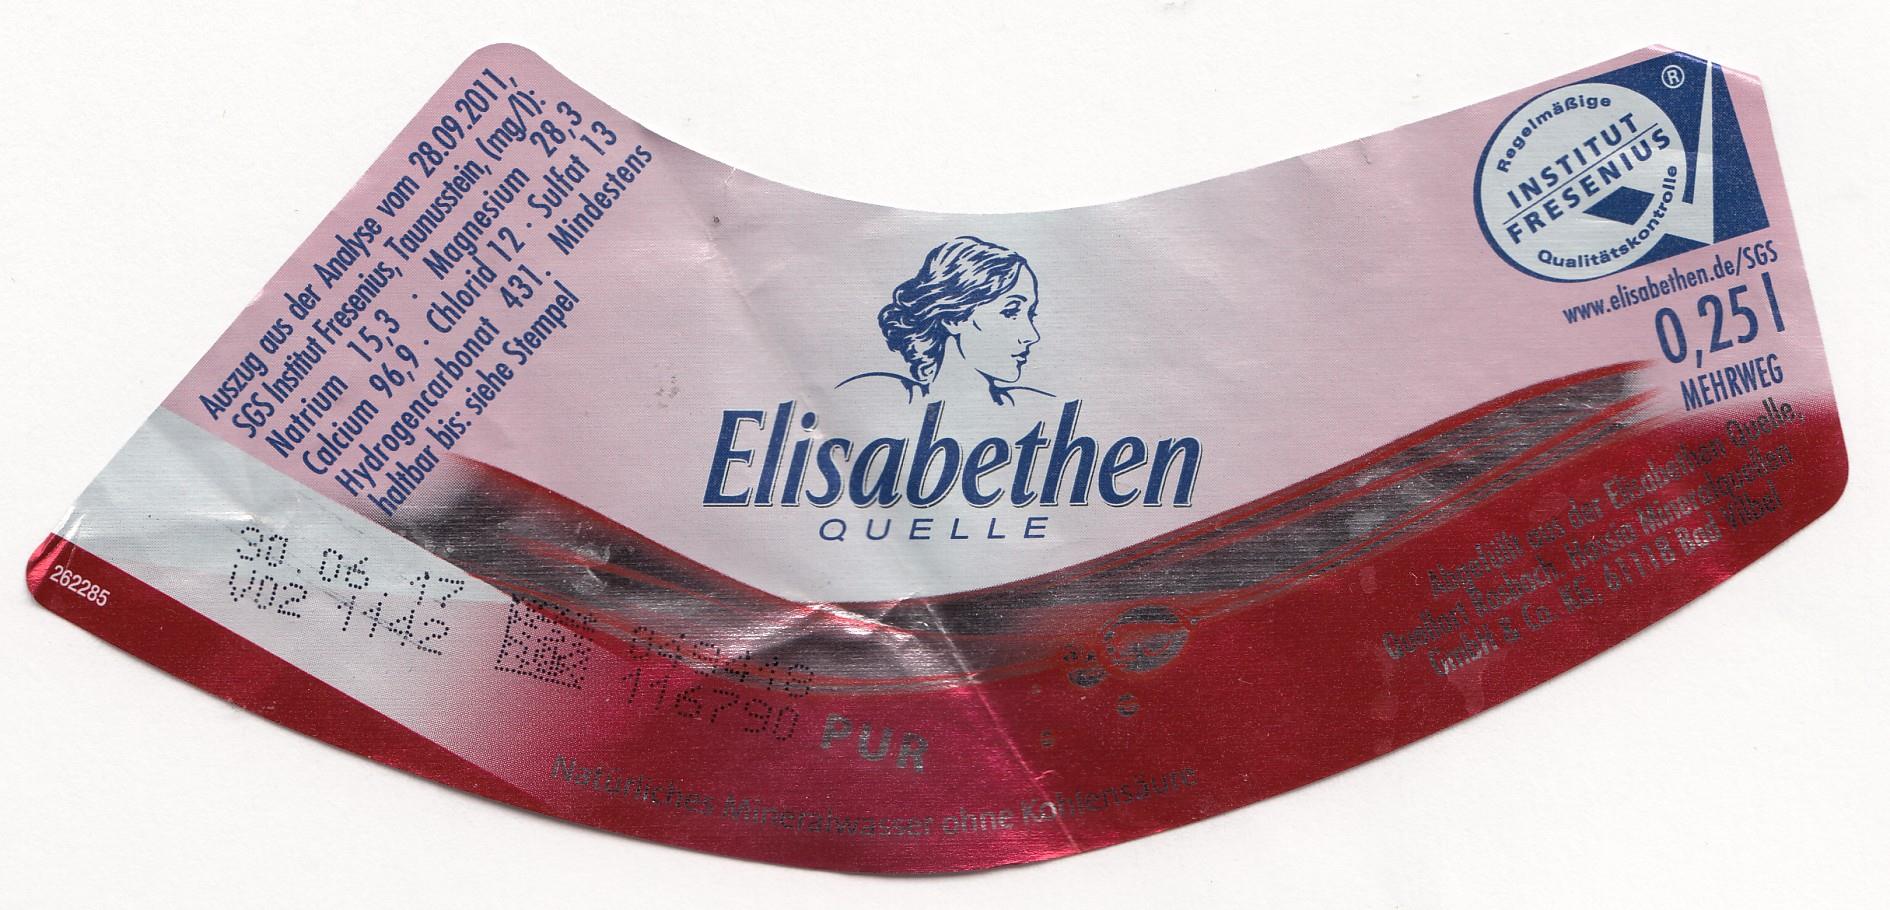 Auszug aus der Analyse vom 28.09.2011,
SGS Institut Fresenius, Taunusstein, (mg/l):
Natrium 15,3 · Magnesium 28,3
Calcium 96,9 · Chlorid 12 · Sulfat 13
Hydrogencarbonat 431. Mindestens
haltbar bis: siehe Stempel
262285
30.06.17
V02 1142
116790
Elisabethen
QUELLE
PUR
Natürliches Mineralwasser ohne Kohlensäure
®
Regelmäßige
INSTITUT
FRESENIUS
Qualitätskontrolle
www.elisabethen.de/SGS
0,25 l
MEHRWEG
Abgefüllt aus der Elisabethen Quelle,
Quellort Rosbach. Hassia Mineralquellen
GmbH & Co. KG, 61118 Bad Vilbel